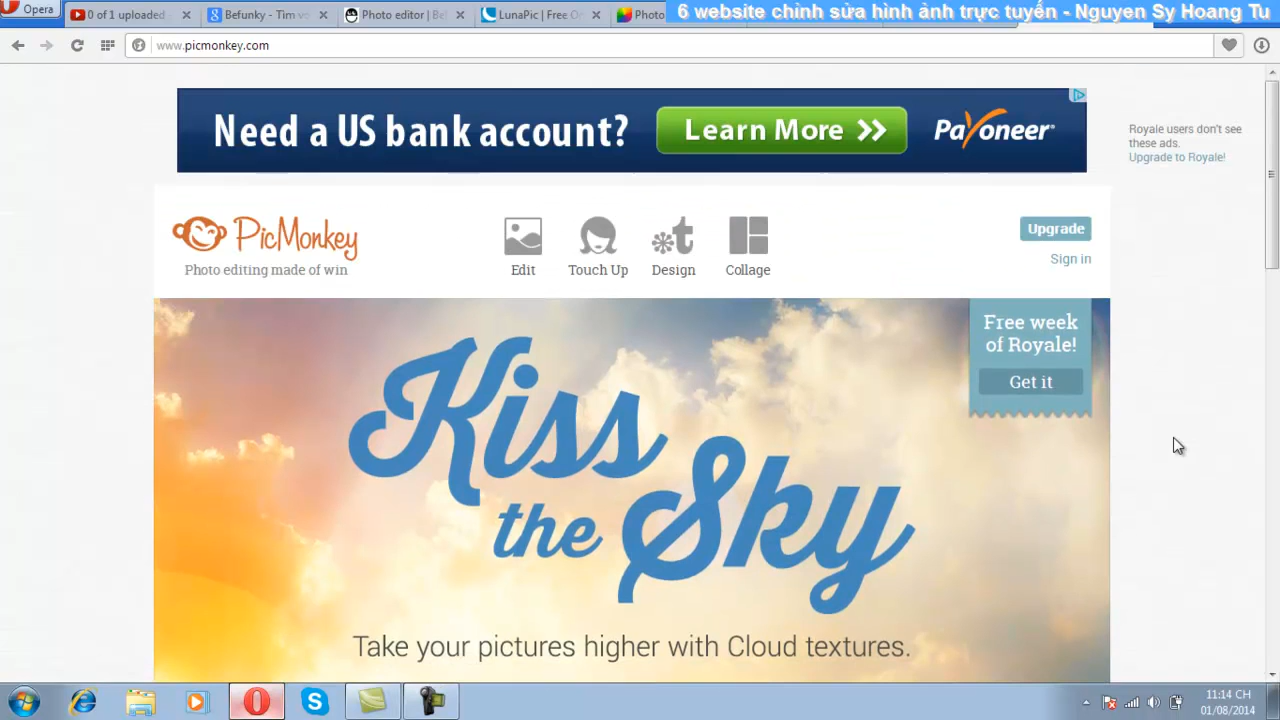 6 website chỉnh sửa hình ảnh trực tuyến - Nguyen Sy Hoang Tu
Opera
0 of 1 uploaded
Befunky - Tìm v
Photo editor | Be
LunaPic | Free O
Photo
www.picmonkey.com
Need a US bank account?
Learn More >>
Payoneer
Royale users don't see
these ads.
Upgrade to Royale!
PicMonkey
Photo editing made of win
Edit
Touch Up
Design
Collage
Upgrade
Sign in
Free week
of Royale!
Get it
Kiss
the Sky
Take your pictures higher with Cloud textures.
11:14 CH
01/08/2014